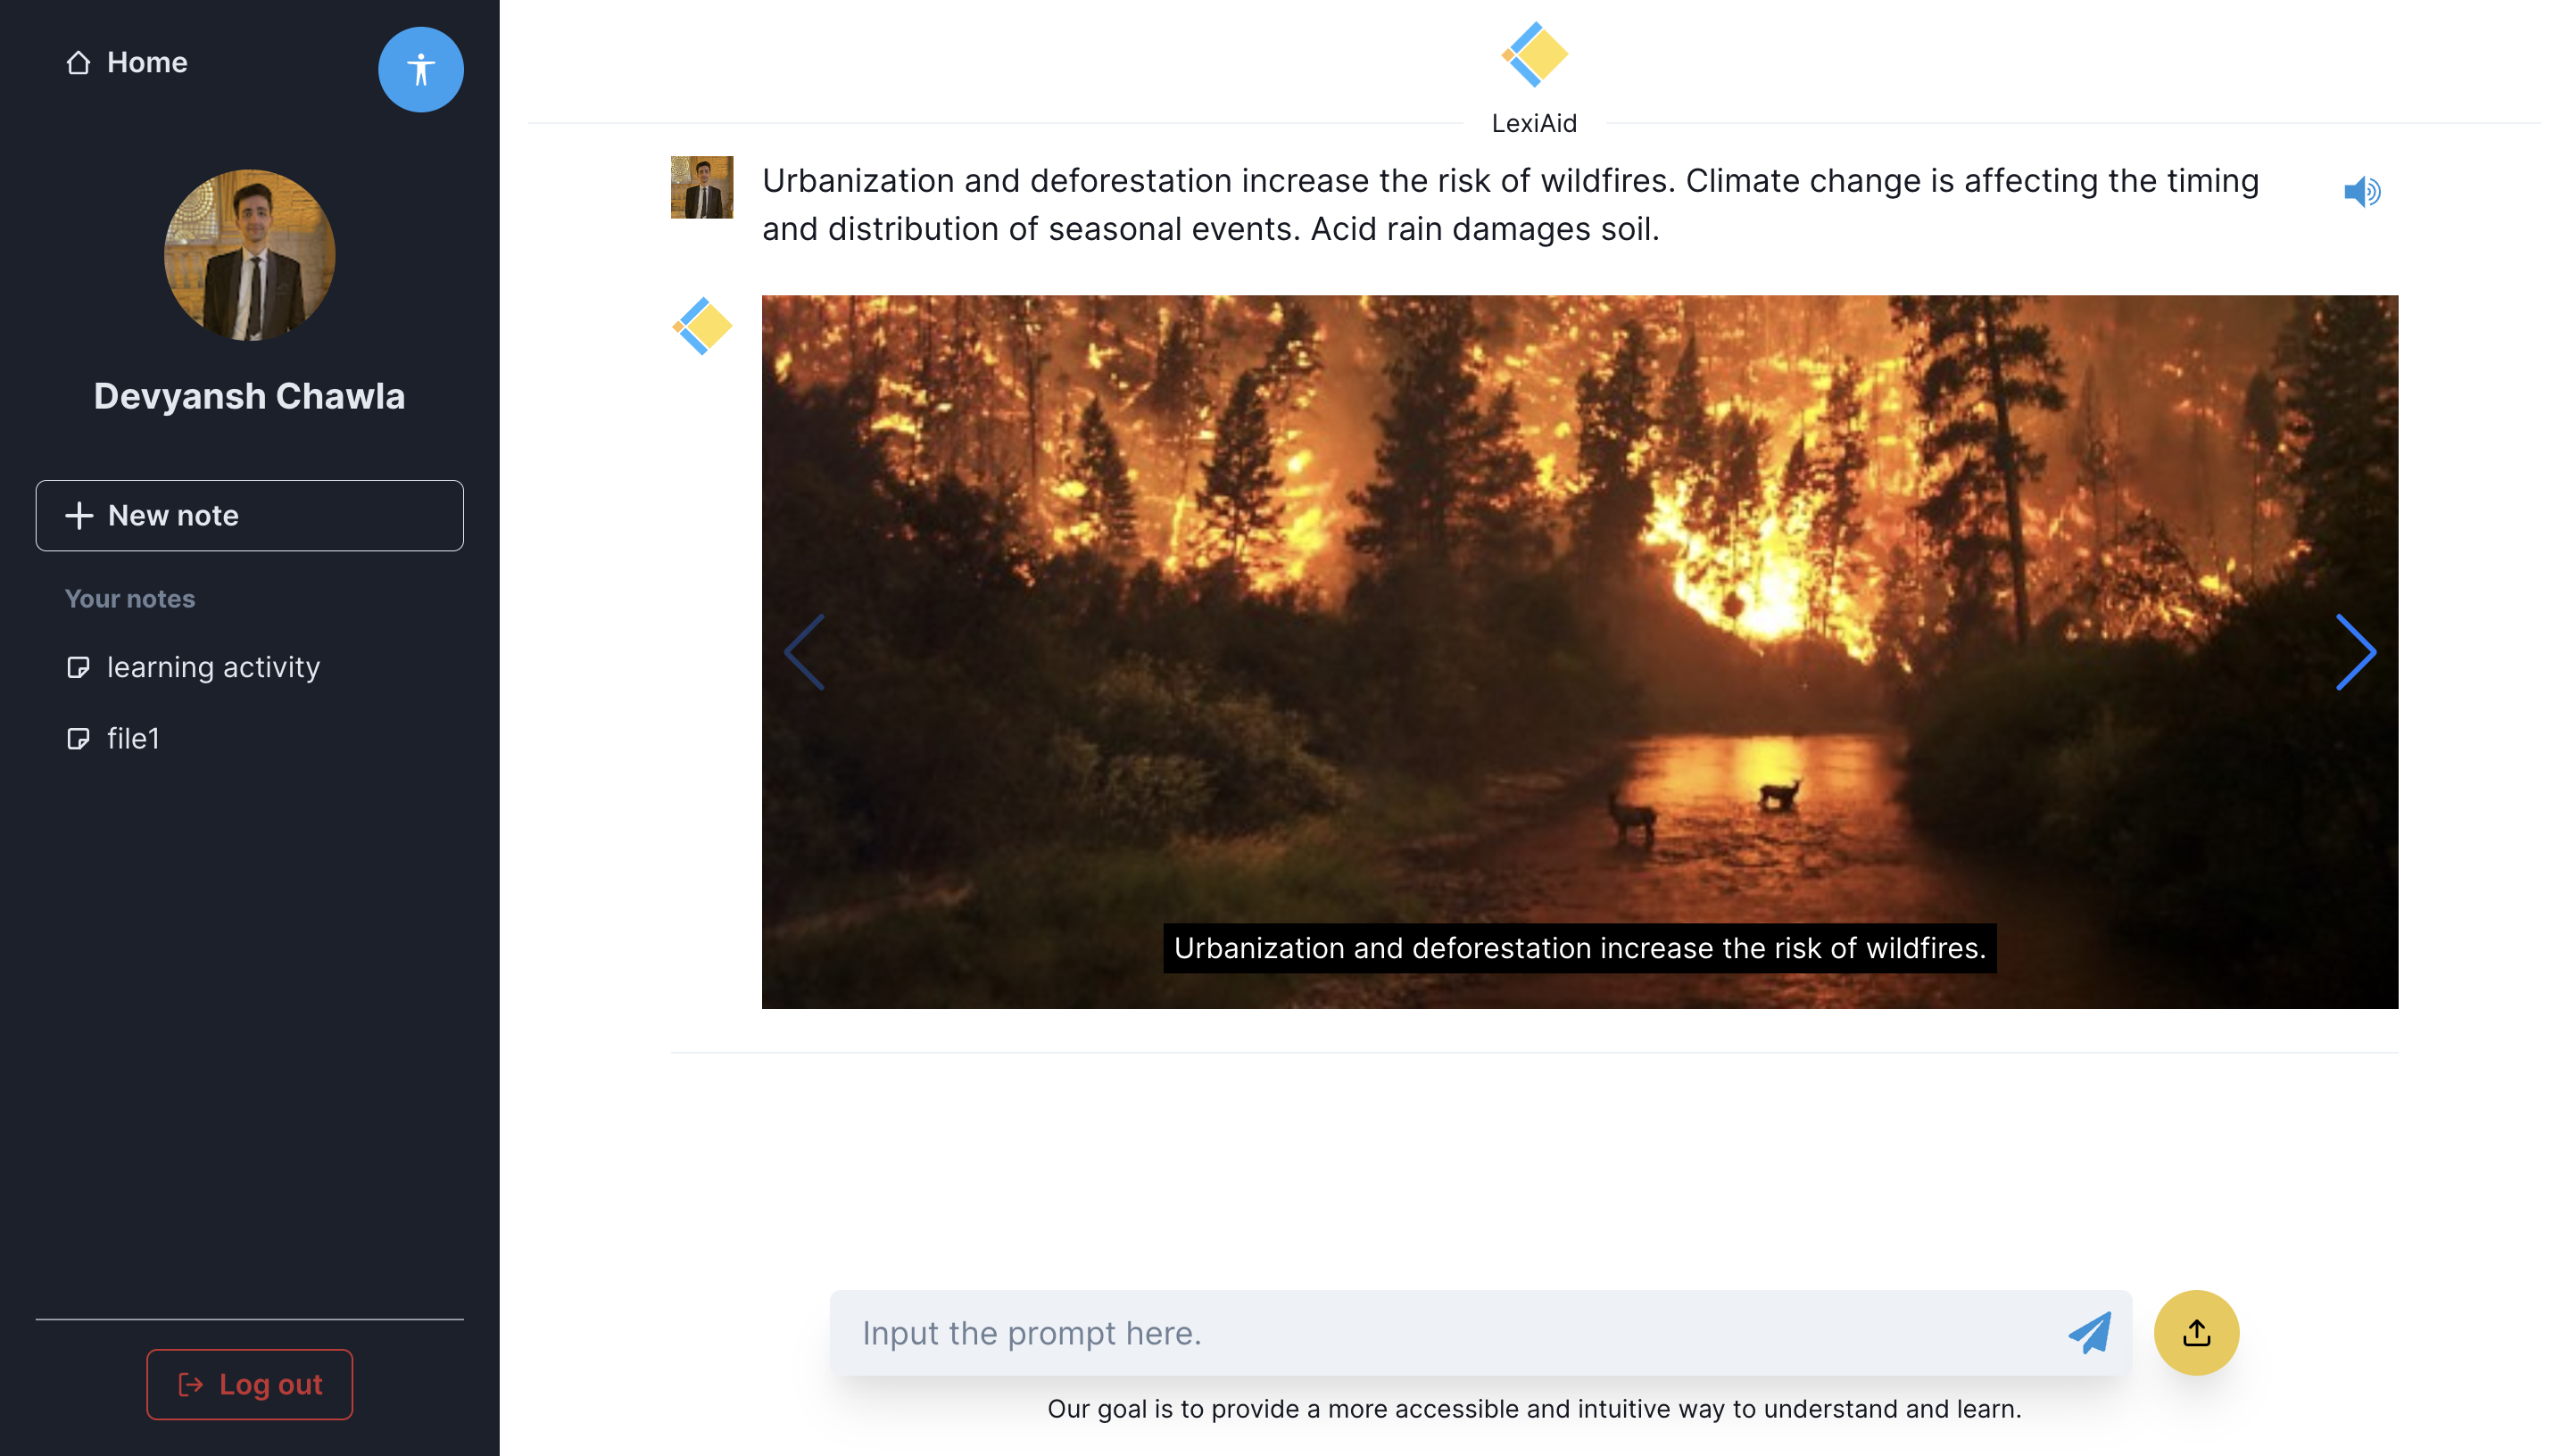 Home
Devyansh Chawla
New note
Your notes
learning activity
file1
Log out
LexiAid
Urbanization and deforestation increase the risk of wildfires. Climate change is affecting the timing
and distribution of seasonal events. Acid rain damages soil.
Urbanization and deforestation increase the risk of wildfires.
Input the prompt here.
Our goal is to provide a more accessible and intuitive way to understand and learn.